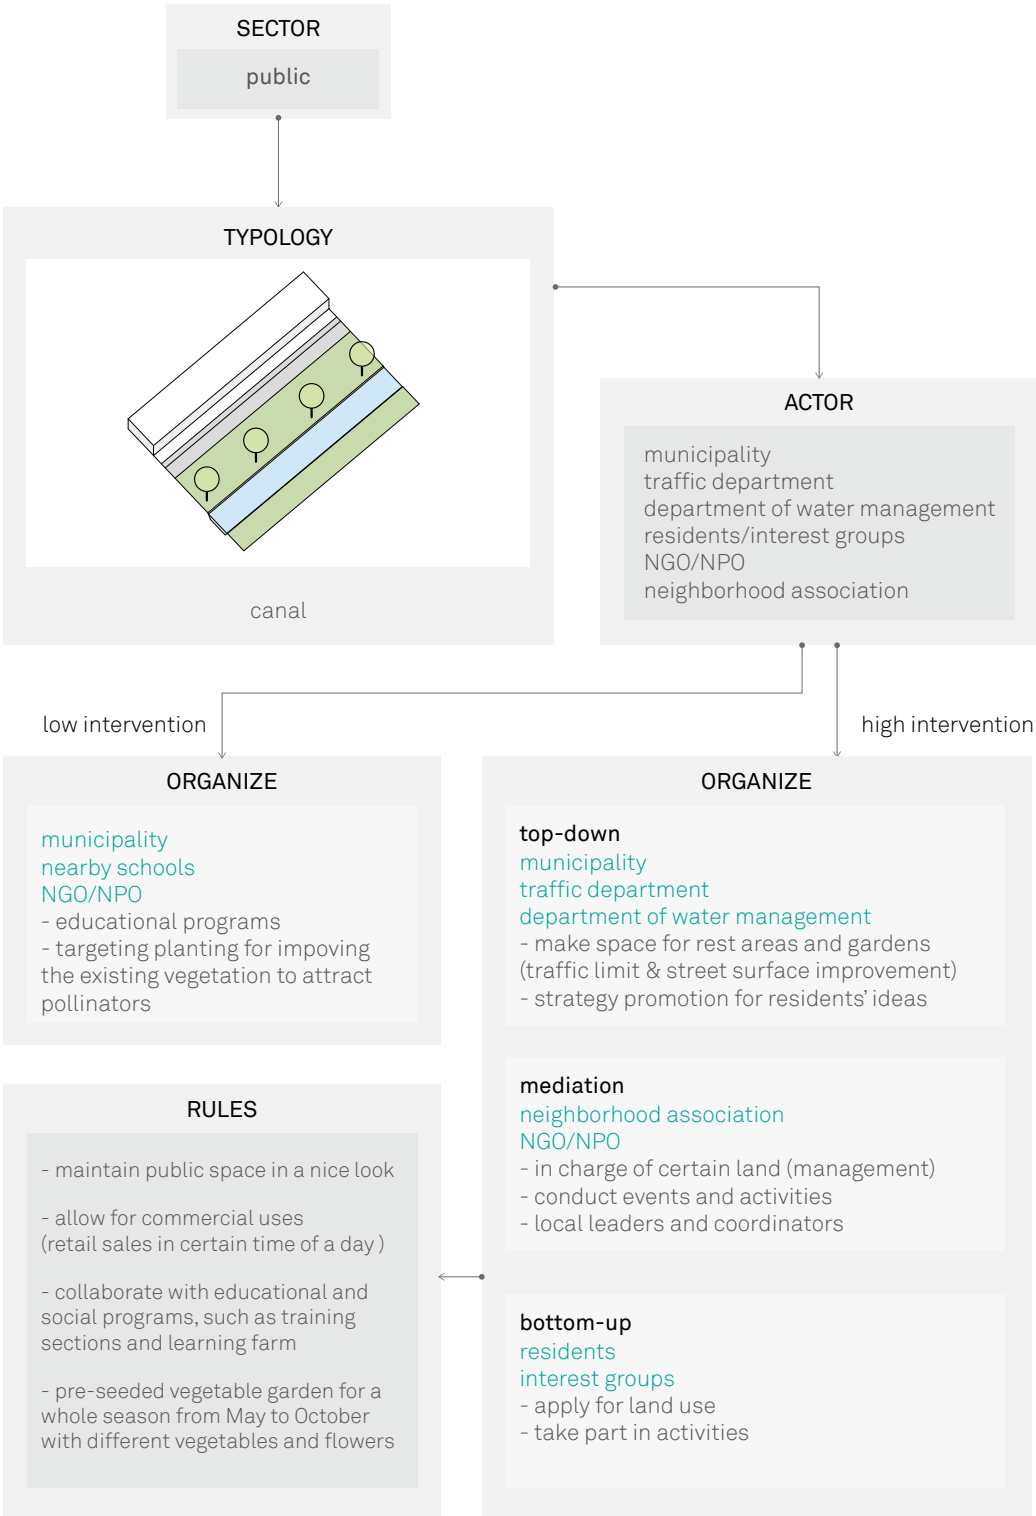 SECTOR
public
TYPOLOGY
canal
ACTOR
municipality
traffic department
department of water management
residents/interest groups
NGO/NPO
neighborhood association
low intervention
high intervention
ORGANIZE
municipality
nearby schools
NGO/NPO
- educational programs
- targeting planting for impoving
the existing vegetation to attract
pollinators
ORGANIZE
top-down
municipality
traffic department
department of water management
- make space for rest areas and gardens
(traffic limit & street surface improvement)
- strategy promotion for residents’ ideas
mediation
neighborhood association
NGO/NPO
- in charge of certain land (management)
- conduct events and activities
- local leaders and coordinators
bottom-up
residents
interest groups
- apply for land use
- take part in activities
RULES
- maintain public space in a nice look
- allow for commercial uses
(retail sales in certain time of a day )
- collaborate with educational and
social programs, such as training
sections and learning farm
- pre-seeded vegetable garden for a
whole season from May to October
with different vegetables and flowers